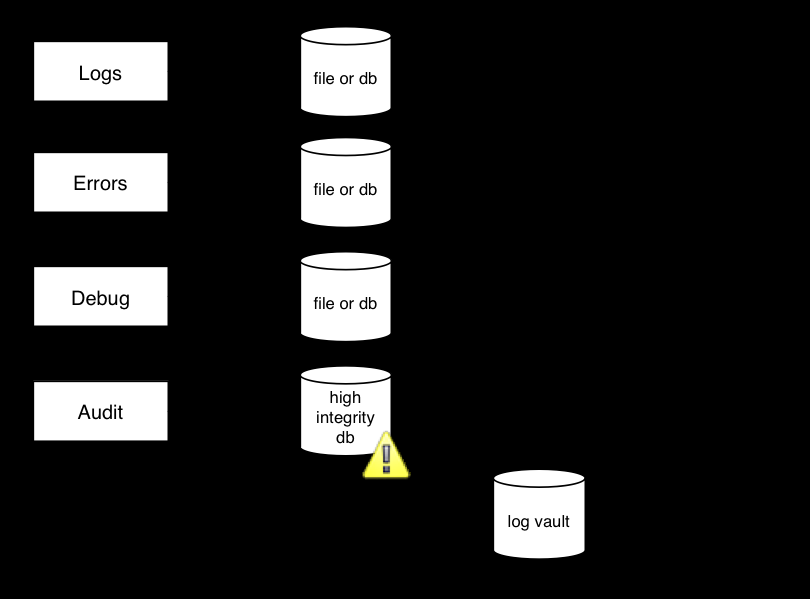 Logs
file or db
Errors
file or db
Debug
file or db
Audit
high
integrity
db
log vault